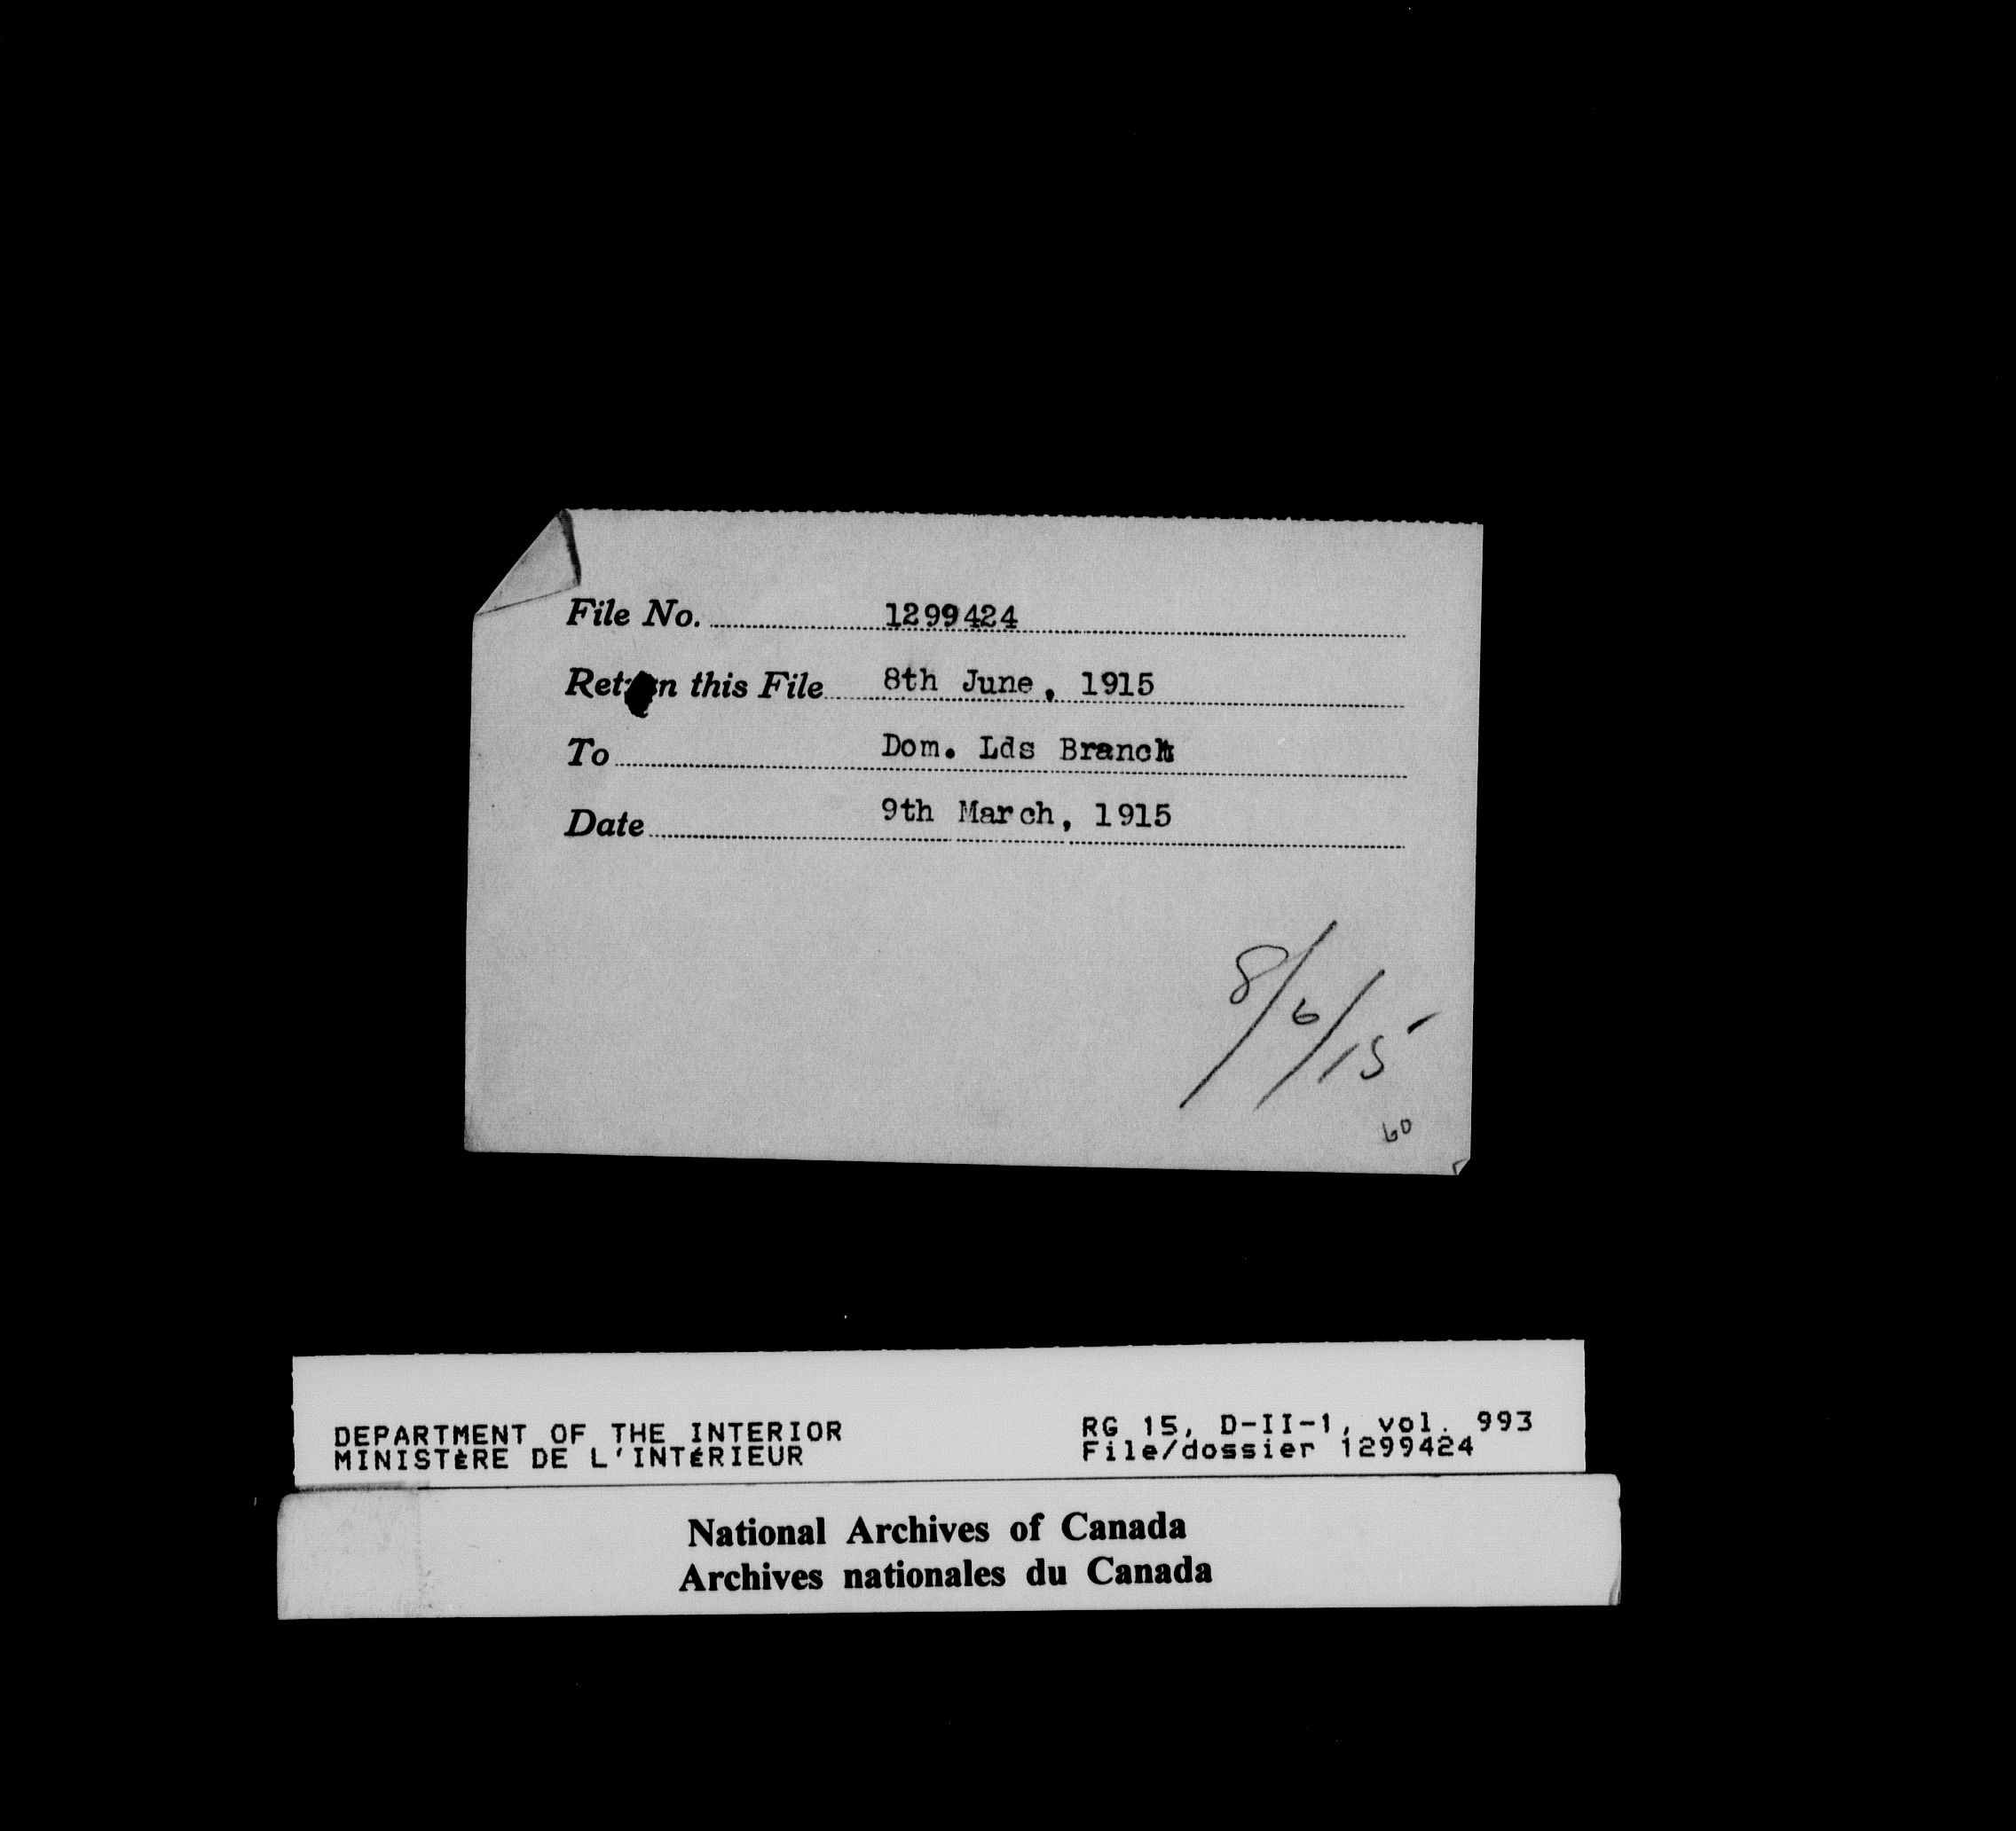 File No. 1299424
Return this File 8th June, 1915
To Dom. Lds Branch
Date 9th March, 1915
8/6/15
60
DEPARTMENT OF THE INTERIOR
MINISTÈRE DE L'INTÉRIEUR
RG 15, D-II-1, vol. 993
File/dossier 1299424
National Archives of Canada
Archives nationales du Canada